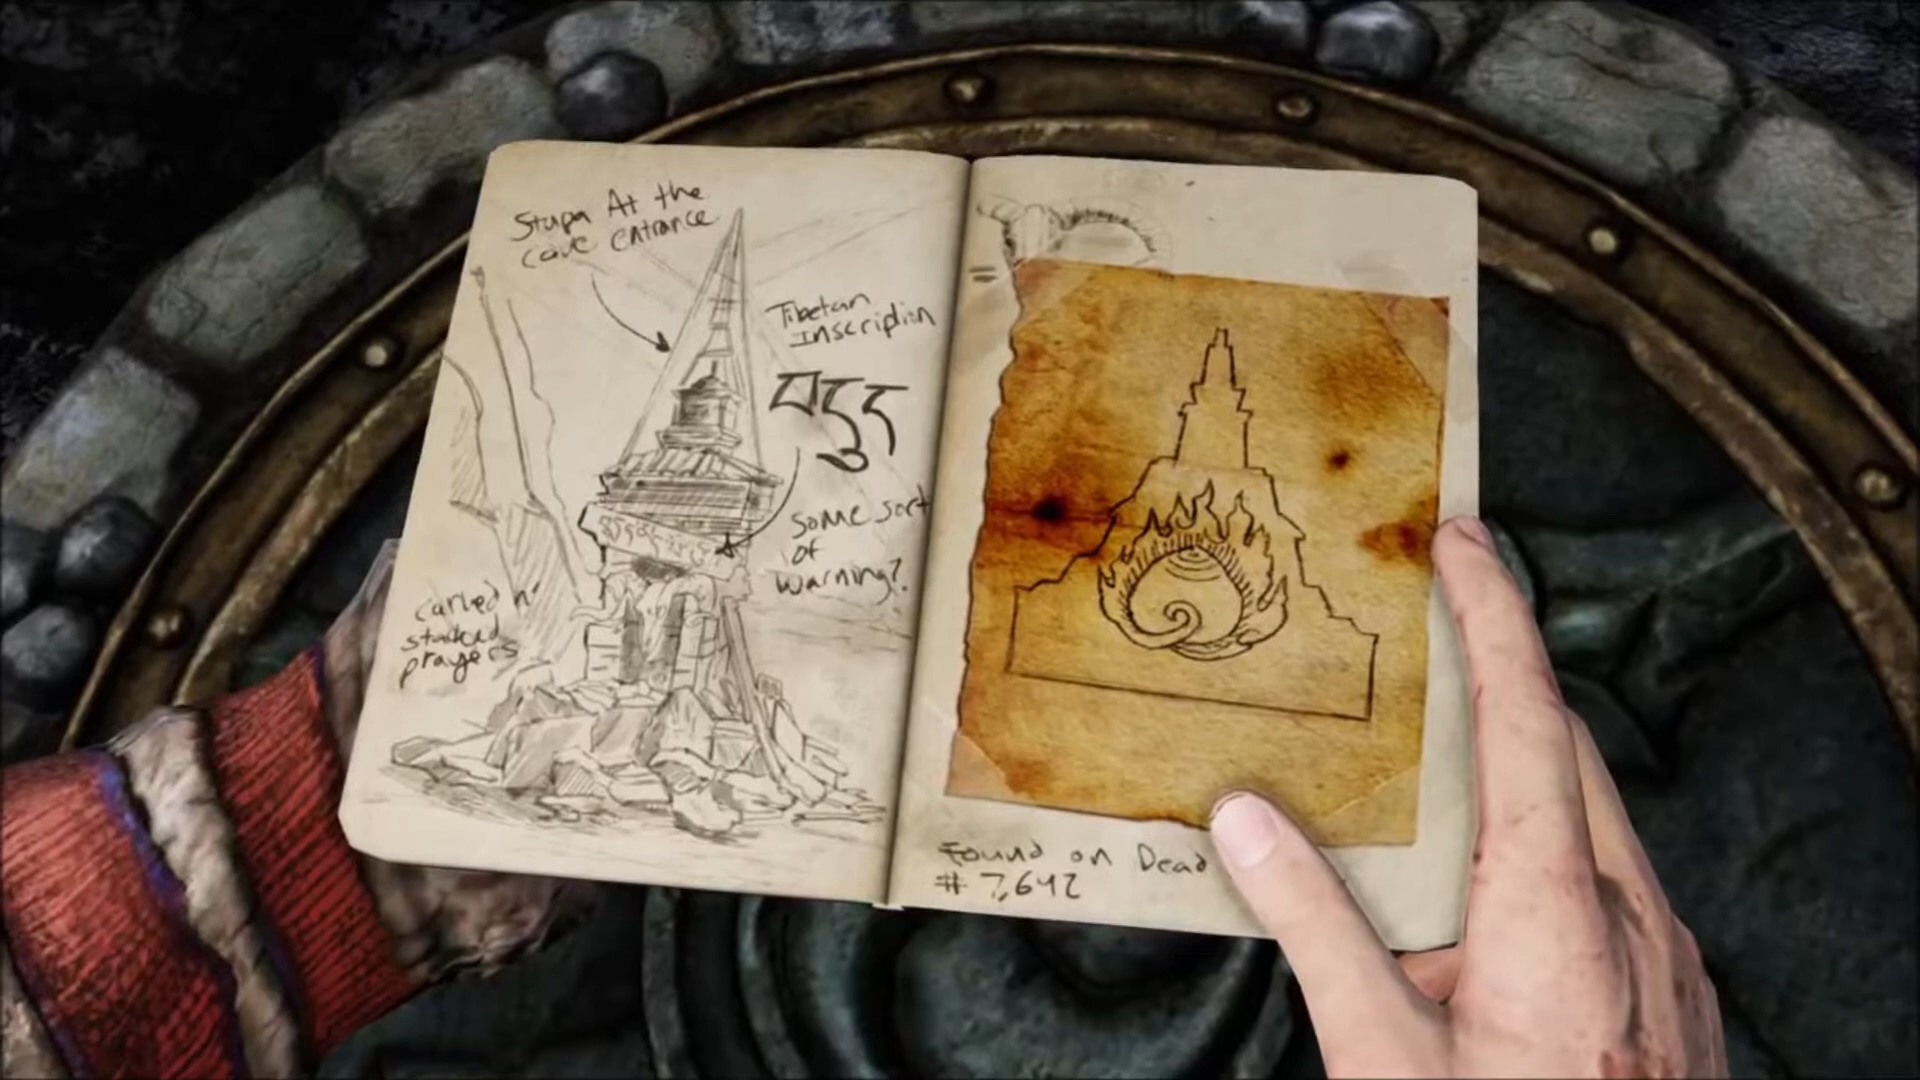 Stupa At the
cave entrance
Tibetan
Inscription
བདུད
Some sort
of
warning?
carved n'
stacked
prayers
Found on Dead
# 7,642